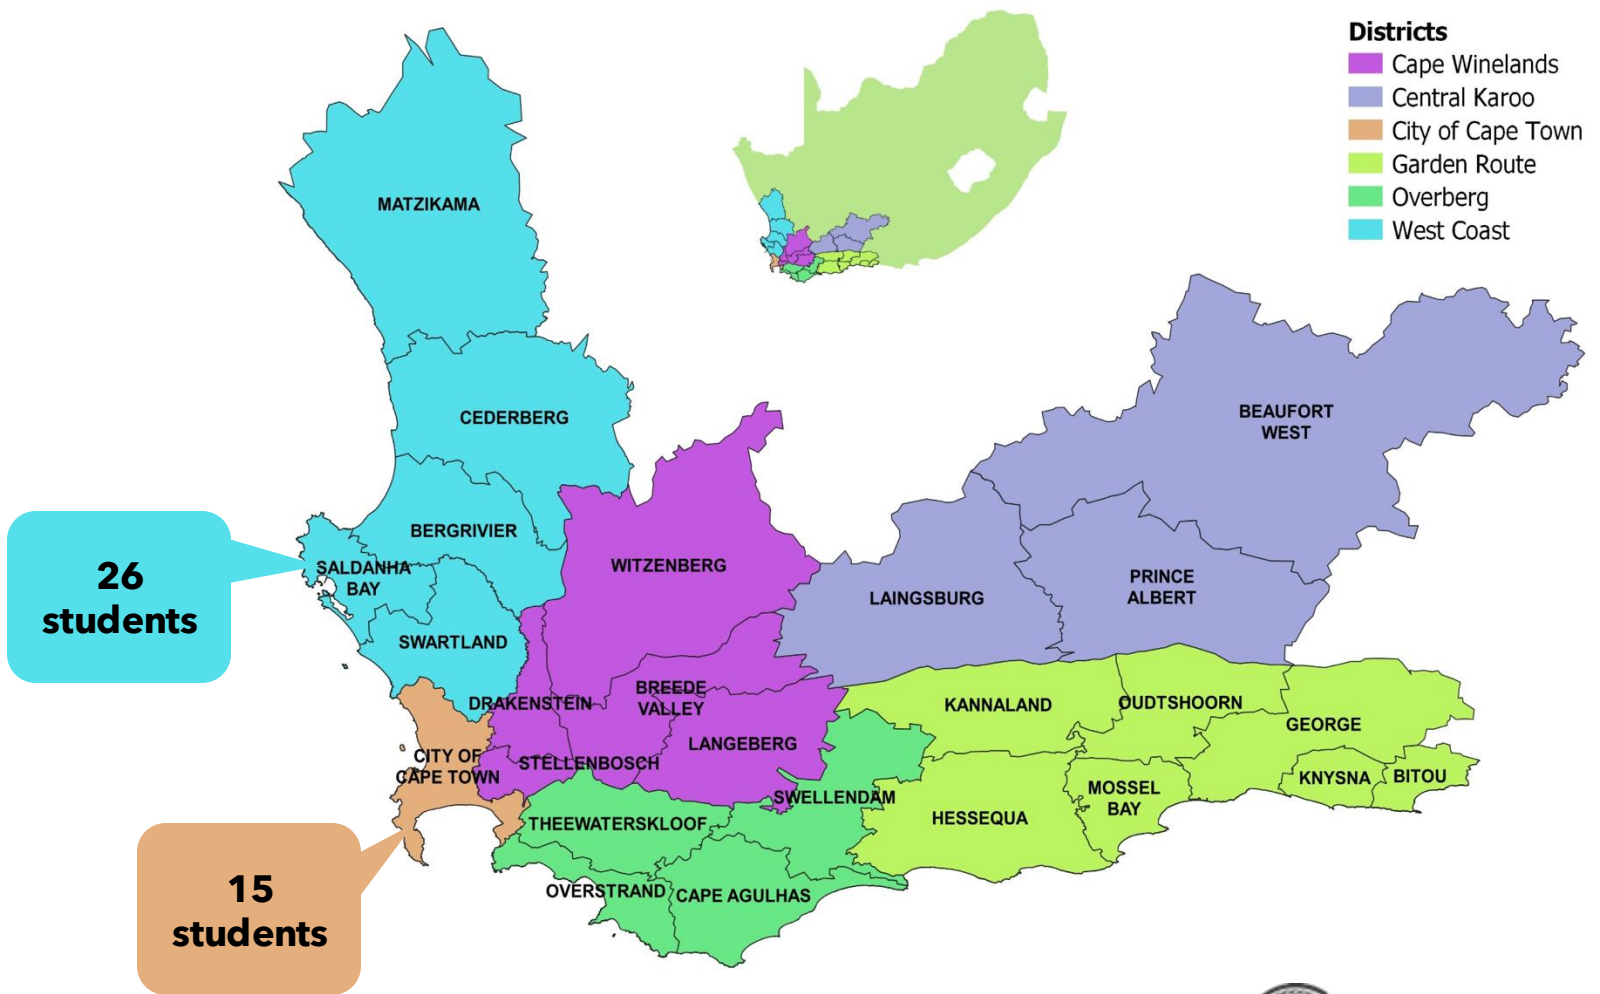 Districts
Cape Winelands
Central Karoo
City of Cape Town
Garden Route
Overberg
West Coast
MATZIKAMA
CEDERBERG
BERGRIVIER
SALDANHA
BAY
SWARTLAND
26
students
WITZENBERG
DRAKENSTEIN
BREEDE
VALLEY
LANGEBERG
STELLENBOSCH
CITY OF
CAPE TOWN
15
students
BEAUFORT
WEST
LAINGSBURG
PRINCE
ALBERT
KANNALAND
OUDTSHOORN
GEORGE
KNYSNA
BITOU
MOSSEL
BAY
HESSEQUA
SWELLENDAM
THEEWATERSKLOOF
OVERSTRAND
CAPE AGULHAS